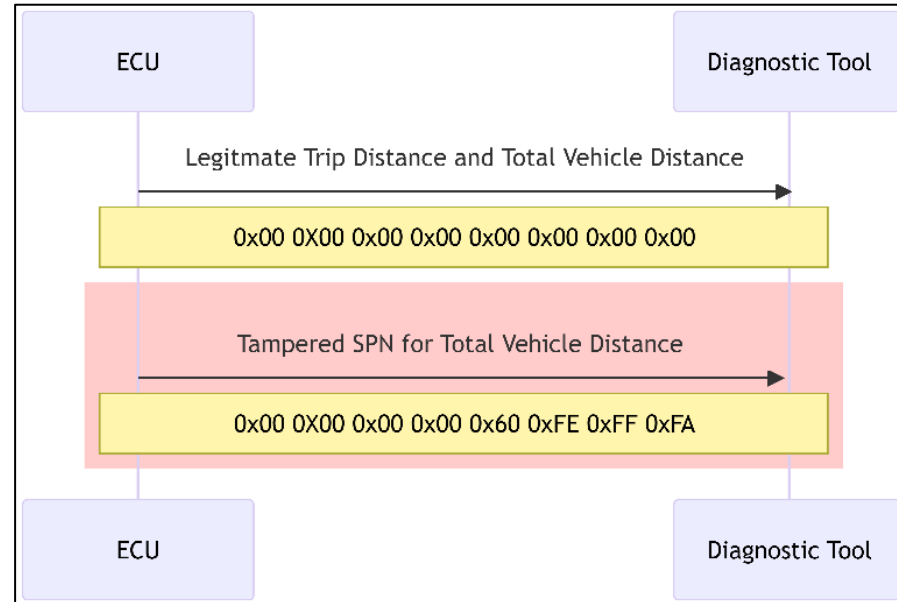 ECU
Diagnostic Tool
Legitmate Trip Distance and Total Vehicle Distance
0x00 0X00 0x00 0x00 0x00 0x00 0x00 0x00
Tampered SPN for Total Vehicle Distance
0x00 0X00 0x00 0x00 0x60 0xFE 0xFF 0xFA
ECU
Diagnostic Tool